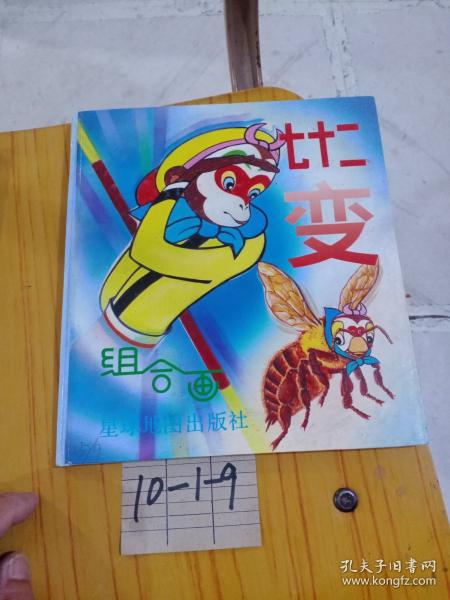 七十二
变
组合画
星球地图出版社
10-1-9
孔夫子旧书网
www.kongfz.com